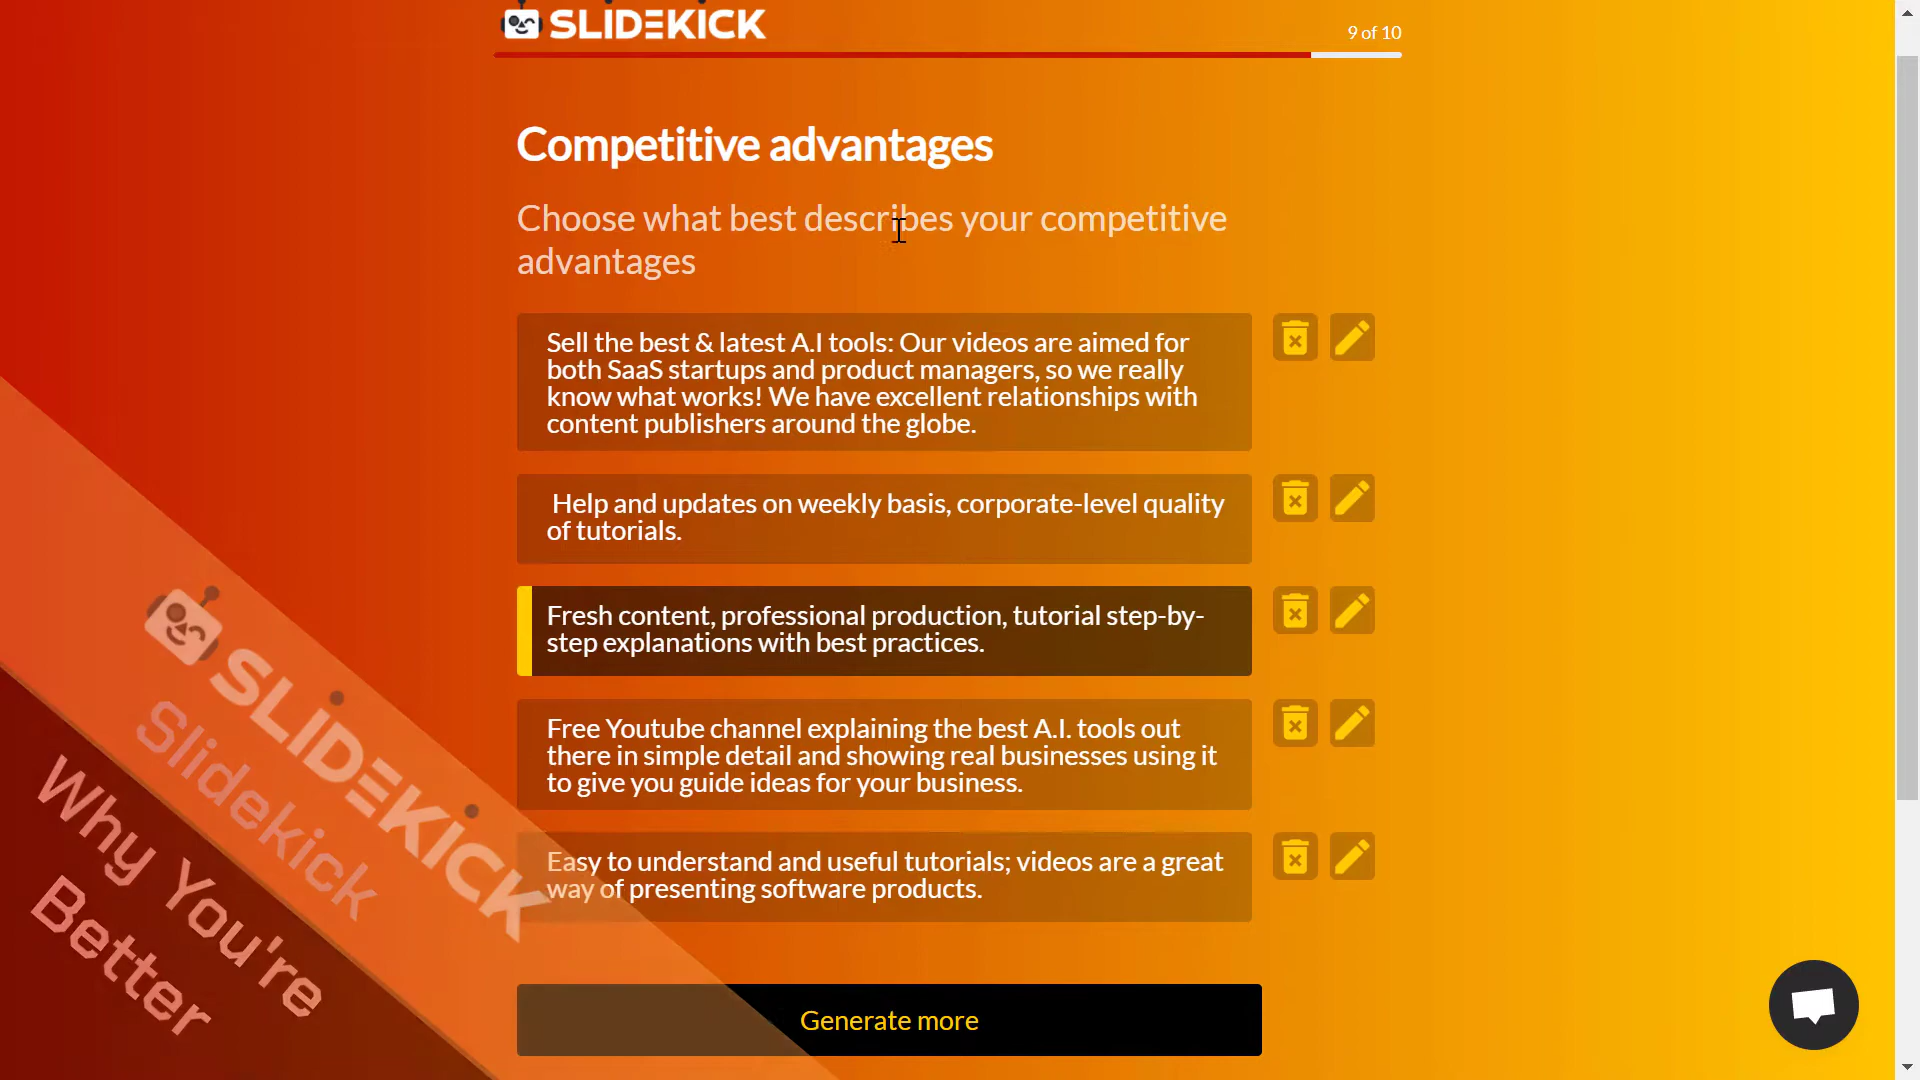 SLIDEKICK
9 of 10
Competitive advantages
Choose what best describes your competitive
advantages
Sell the best & latest A.I tools: Our videos are aimed for
both SaaS startups and product managers, so we really
know what works! We have excellent relationships with
content publishers around the globe.
Help and updates on weekly basis, corporate-level quality
of tutorials.
Fresh content, professional production, tutorial step-by-
step explanations with best practices.
Free Youtube channel explaining the best A.I. tools out
there in simple detail and showing real businesses using it
to give you guide ideas for your business.
Easy to understand and useful tutorials; videos are a great
way of presenting software products.
Generate more
SLIDEKICK
Slidekick
Why You're
Better